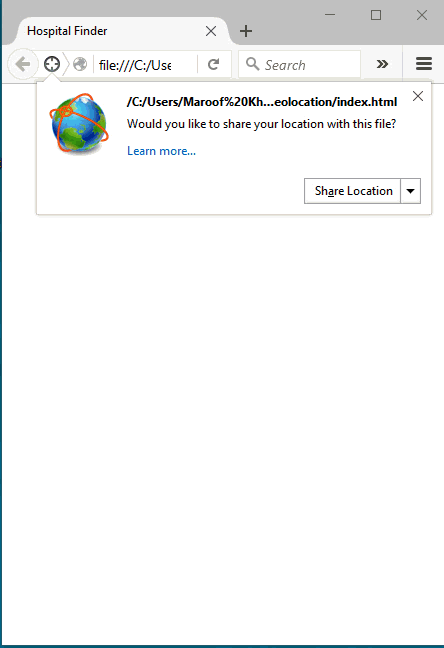 Hospital Finder
file:///C:/Use
Search
/C:/Users/Maroof%20Kh...eolocation/index.html
Would you like to share your location with this file?
Learn more...
Share Location